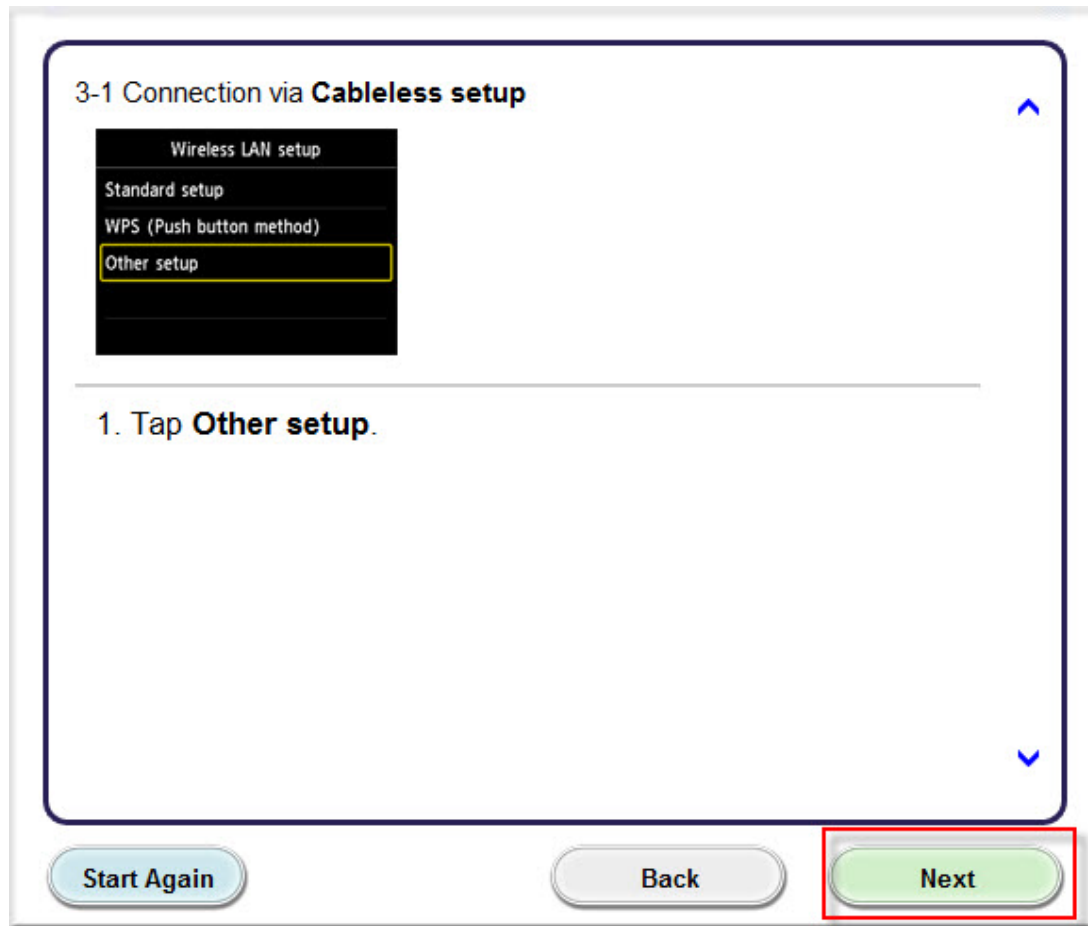 3-1 Connection via Cableless setup
Wireless LAN setup
Standard setup
WPS (Push button method)
Other setup
1. Tap Other setup.
Start Again
Back
Next